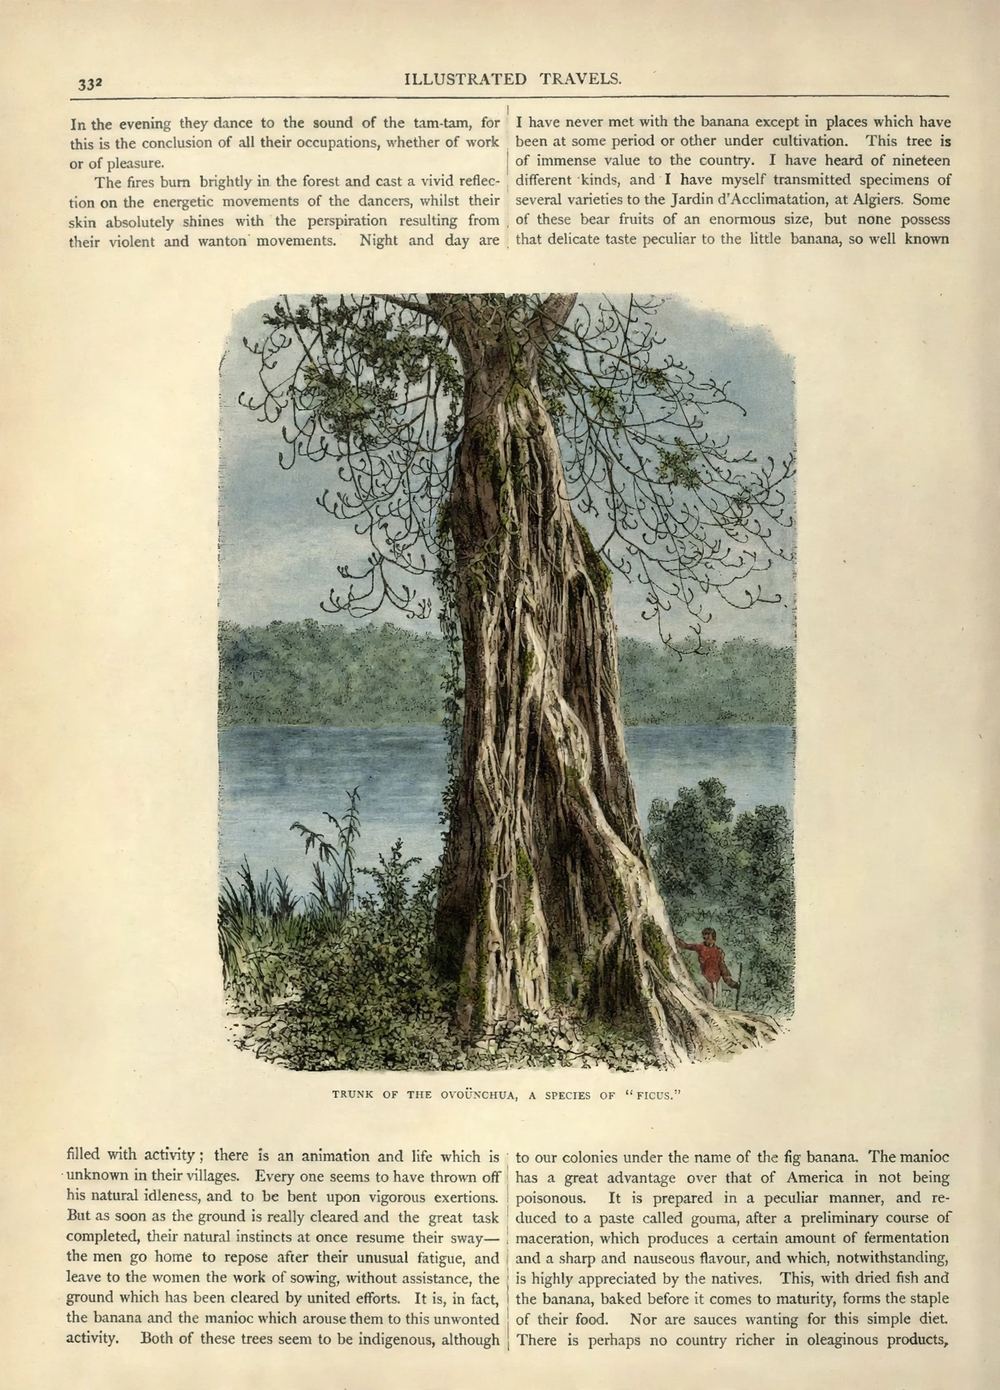 332
ILLUSTRATED TRAVELS.
In the evening they dance to the sound of the tam-tam, for
this is the conclusion of all their occupations, whether of work
or of pleasure.
The fires burn brightly in the forest and cast a vivid reflec-
tion on the energetic movements of the dancers, whilst their
skin absolutely shines with the perspiration resulting from
their violent and wanton movements. Night and day are
filled with activity; there is an animation and life which is
unknown in their villages. Every one seems to have thrown off
his natural idleness, and to be bent upon vigorous exertions.
But as soon as the ground is really cleared and the great task
completed, their natural instincts at once resume their sway—
the men go home to repose after their unusual fatigue, and
leave to the women the work of sowing, without assistance, the
ground which has been cleared by united efforts. It is, in fact,
the banana and the manioc which arouse them to this unwonted
activity. Both of these trees seem to be indigenous, although
I have never met with the banana except in places which have
been at some period or other under cultivation. This tree is
of immense value to the country. I have heard of nineteen
different kinds, and I have myself transmitted specimens of
several varieties to the Jardin d'Acclimatation, at Algiers. Some
of these bear fruits of an enormous size, but none possess
that delicate taste peculiar to the little banana, so well known
to our colonies under the name of the fig banana. The manioc
has a great advantage over that of America in not being
poisonous. It is prepared in a peculiar manner, and re-
duced to a paste called gouma, after a preliminary course of
maceration, which produces a certain amount of fermentation
and a sharp and nauseous flavour, and which, notwithstanding,
is highly appreciated by the natives. This, with dried fish and
the banana, baked before it comes to maturity, forms the staple
of their food. Nor are sauces wanting for this simple diet.
There is perhaps no country richer in oleaginous products,
TRUNK OF THE OVOÜNCHUA, A SPECIES OF "FICUS."